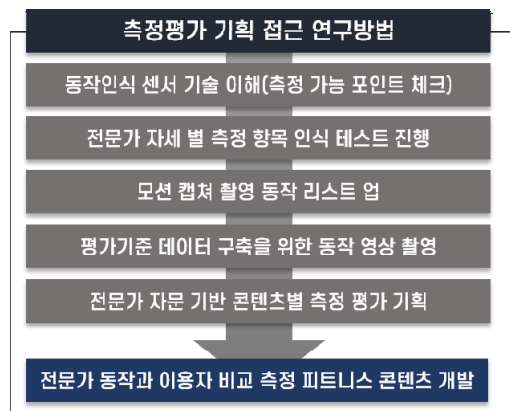 측정평가 기획 접근 연구방법
동작인식 센서 기술 이해(측정 가능 포인트 체크)
전문가 자세 별 측정 항목 인식 테스트 진행
모션 캡쳐 촬영 동작 리스트 업
평가기준 데이터 구축을 위한 동작 영상 촬영
전문가 자문 기반 콘텐츠별 측정 평가 기획
전문가 동작과 이용자 비교 측정 피트니스 콘텐츠 개발